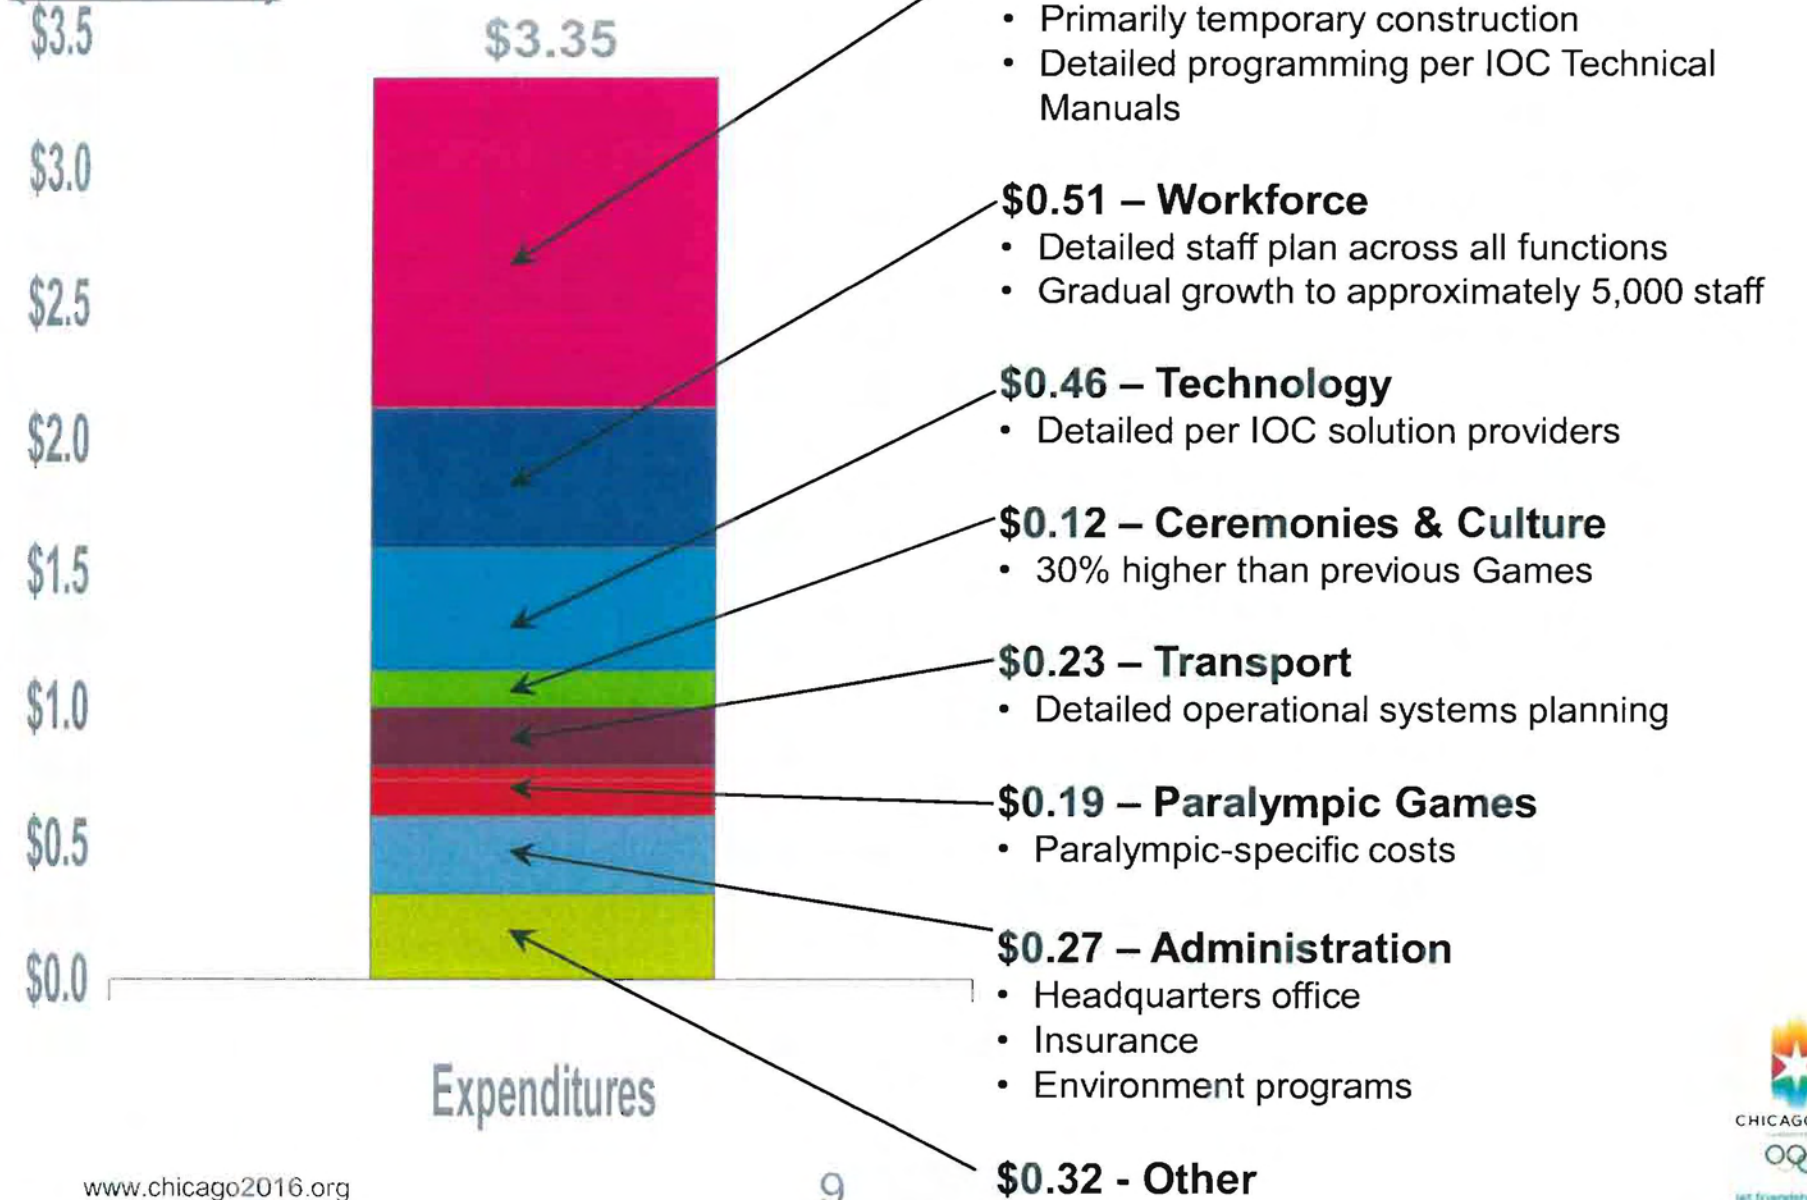 $3.5
$3.0
$2.5
$2.0
$1.5
$1.0
$0.5
$0.0
$3.35
Expenditures
• Primarily temporary construction
• Detailed programming per IOC Technical
Manuals
$0.51 – Workforce
• Detailed staff plan across all functions
• Gradual growth to approximately 5,000 staff
$0.46 – Technology
• Detailed per IOC solution providers
$0.12 – Ceremonies & Culture
• 30% higher than previous Games
$0.23 – Transport
• Detailed operational systems planning
$0.19 – Paralympic Games
• Paralympic-specific costs
$0.27 – Administration
• Headquarters office
• Insurance
• Environment programs
$0.32 - Other
www.chicago2016.org
9